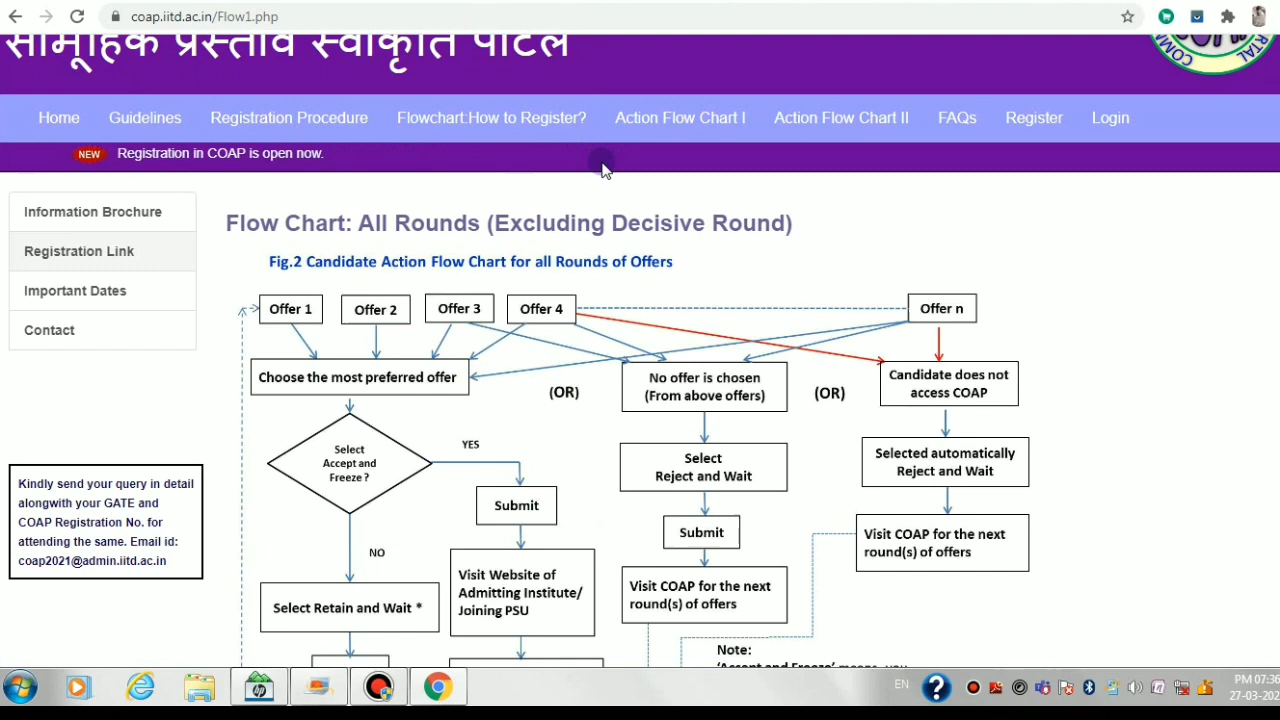 coap.iitd.ac.in/Flow1.php
सामूहिक प्रस्ताव स्वीकृति पोर्टल
Home Guidelines Registration Procedure Flowchart:How to Register? Action Flow Chart I Action Flow Chart II FAQs Register Login
NEW Registration in COAP is open now.
Information Brochure
Registration Link
Important Dates
Contact
Kindly send your query in detail
alongwith your GATE and
COAP Registration No. for
attending the same. Email id:
coap2021@admin.iitd.ac.in
Flow Chart: All Rounds (Excluding Decisive Round)
Fig.2 Candidate Action Flow Chart for all Rounds of Offers
Offer 1 Offer 2 Offer 3 Offer 4 Offer n
Choose the most preferred offer
(OR)
No offer is chosen
(From above offers)
(OR)
Candidate does not
access COAP
Select
Accept and
Freeze ?
YES
NO
Submit
Visit Website of
Admitting Institute/
Joining PSU
Select Retain and Wait *
Select
Reject and Wait
Submit
Visit COAP for the next
round(s) of offers
Selected automatically
Reject and Wait
Visit COAP for the next
round(s) of offers
Note:
'Accept and Freeze' means, you
EN
PM 07:36
27-03-202